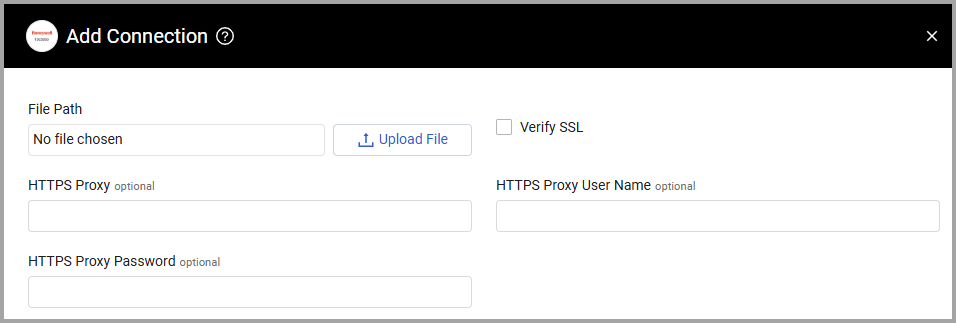 Honeywell
Add Connection ?
File Path
No file chosen
Upload File
Verify SSL
HTTPS Proxy optional
HTTPS Proxy User Name optional
HTTPS Proxy Password optional